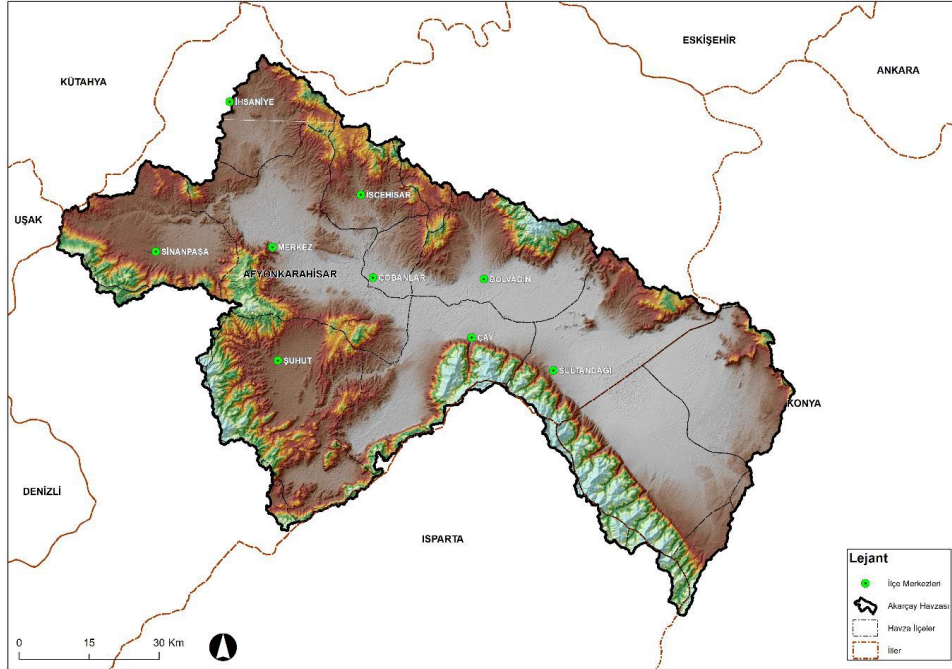 ESKİŞEHİR
ANKARA
KÜTAHYA
İHSANİYE
İSCEHİSAR
UŞAK
SİNANPAŞA
MERKEZ
AFYONKARAHİSAR
ÇOBANLAR
BOLVADİN
ÇAY
ŞUHUT
SULTANDAĞI
KONYA
DENİZLİ
ISPARTA
Lejant
İlçe Merkezleri
Akarçay Havzası
Havza İlçeler
İller
0 15 30 Km